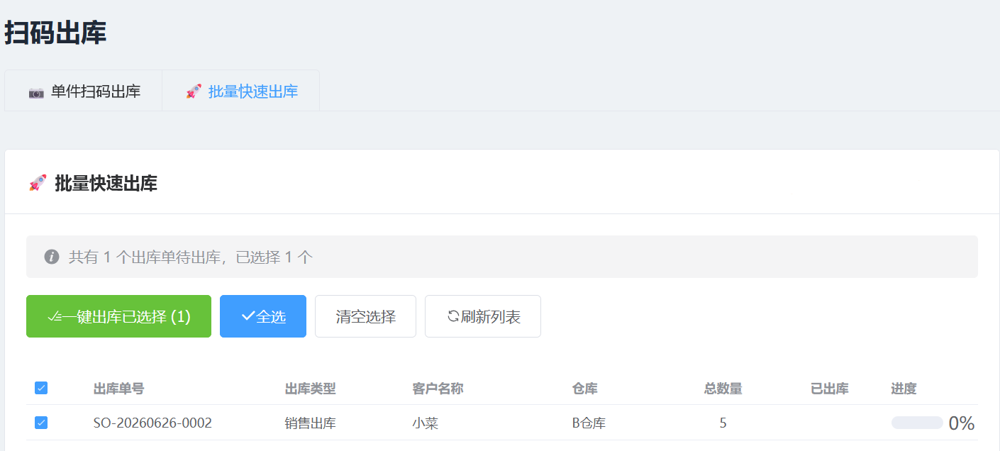 扫码出库
单件扫码出库 批量快速出库
批量快速出库
共有 1 个出库单待出库，已选择 1 个
一键出库已选择 (1) 全选 清空选择 刷新列表
出库单号 出库类型 客户名称 仓库 总数量 已出库 进度
SO-20260626-0002 销售出库 小菜 B仓库 5 0%